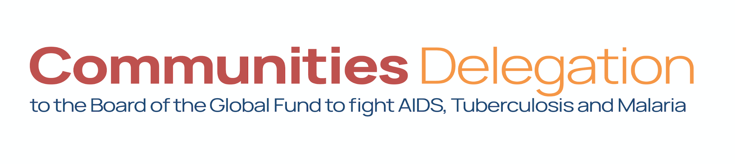 Communities Delegation
to the Board of the Global Fund to fight AIDS, Tuberculosis and Malaria